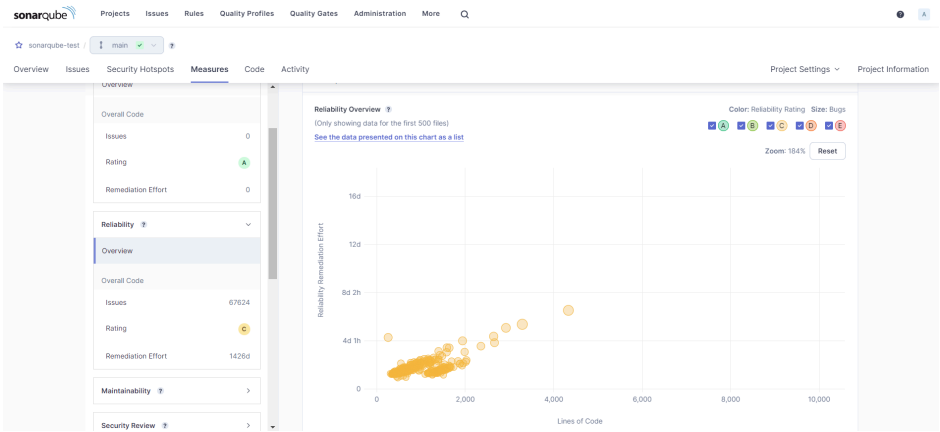 sonarqube Projects Issues Rules Quality Profiles Quality Gates Administration More ? A
sonarqube-test / main ?
Overview Issues Security Hotspots Measures Code Activity Project Settings Project Information
Overview
Overall Code
Issues 0
Rating A
Remediation Effort 0
Reliability ?
Overview
Overall Code
Issues 67624
Rating C
Remediation Effort 1426d
Maintainability ?
Security Review ?
Reliability Overview ? Color: Reliability Rating Size: Bugs
(Only showing data for the first 500 files) A B C D E
See the data presented on this chart as a list
Zoom: 184% Reset
Reliability Remediation Effort
16d
12d
8d 2h
4d 1h
0
0 2,000 4,000 6,000 8,000 10,000
Lines of Code